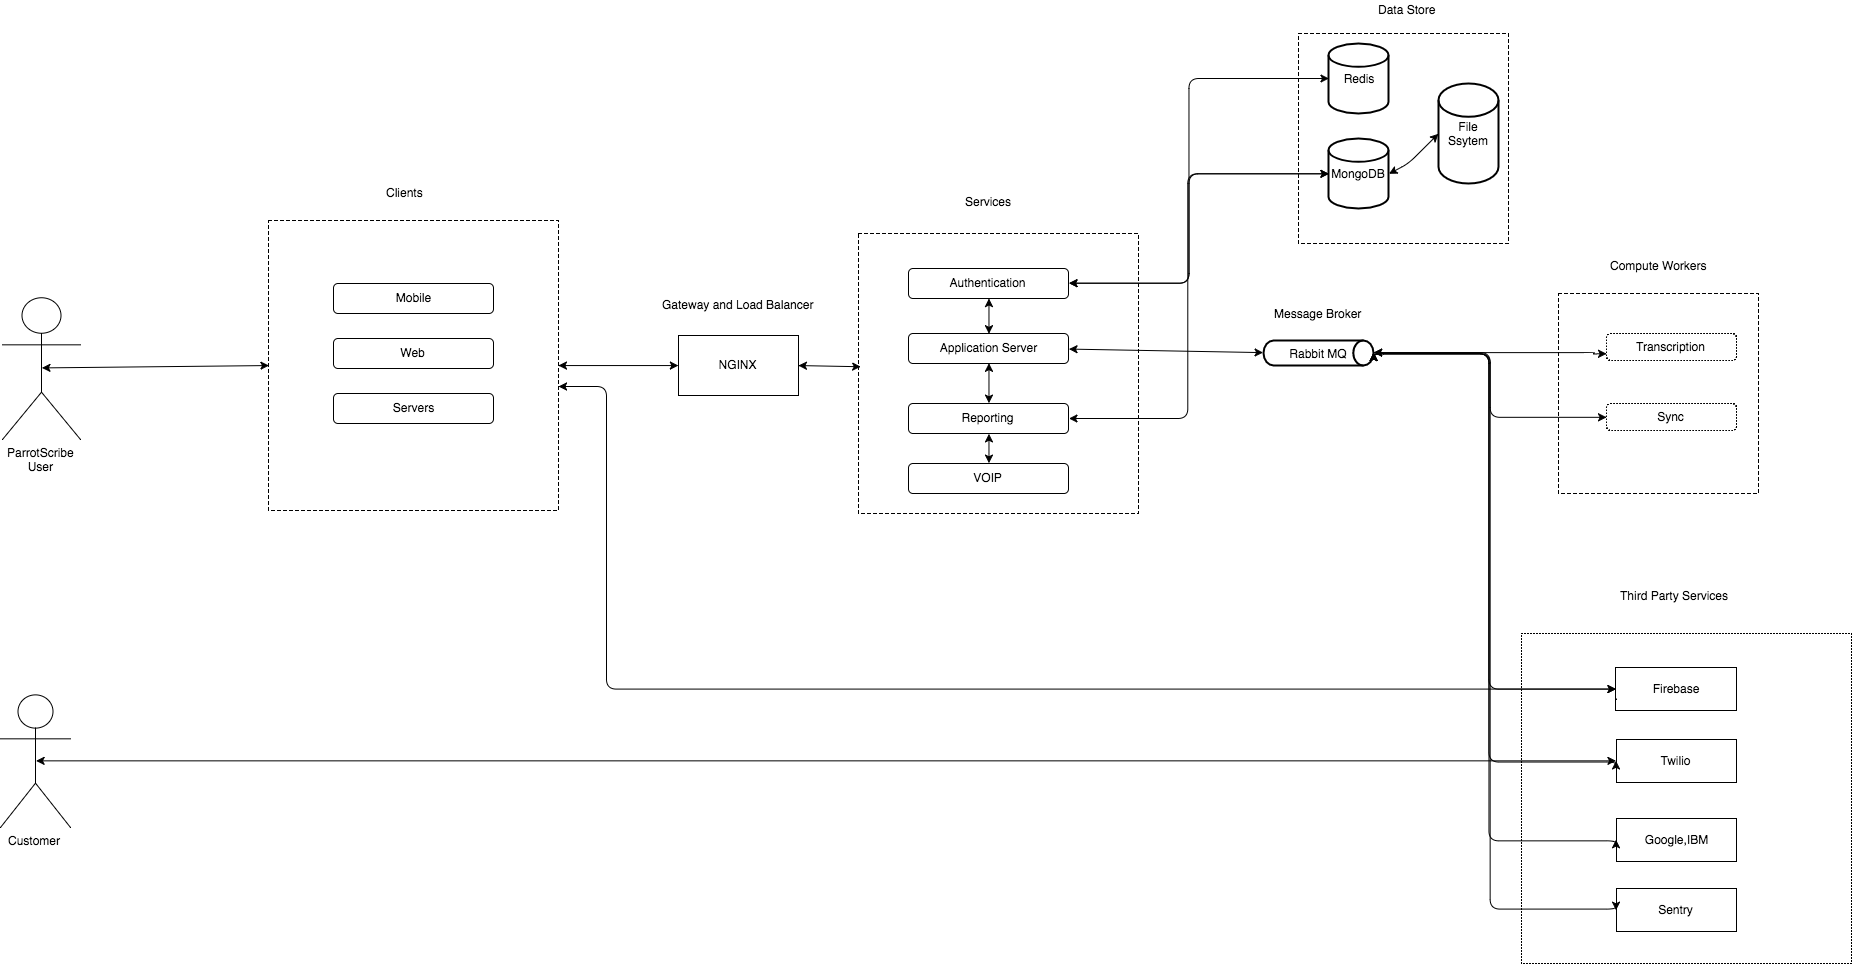 Data Store
Redis
File
Ssytem
MongoDB
Clients
Mobile
Web
Servers
Services
Authentication
Application Server
Reporting
VOIP
Gateway and Load Balancer
NGINX
Message Broker
Rabbit MQ
Compute Workers
Transcription
Sync
ParrotScribe
User
Third Party Services
Firebase
Twilio
Google,IBM
Sentry
Customer